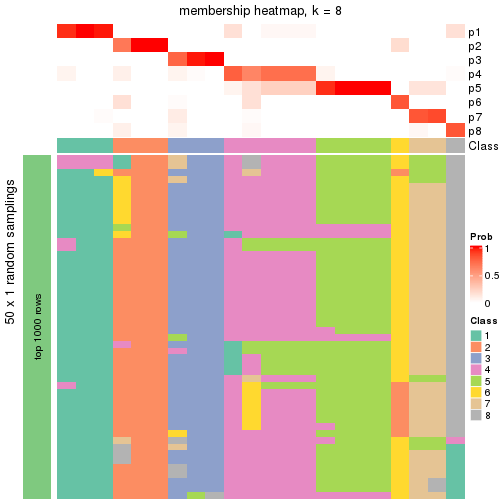 membership heatmap, k = 8
p1
p2
p3
p4
p5
p6
p7
p8
Class
50 x 1 random samplings
top 1000 rows
Prob
1
0.5
0
Class
1
2
3
4
5
6
7
8